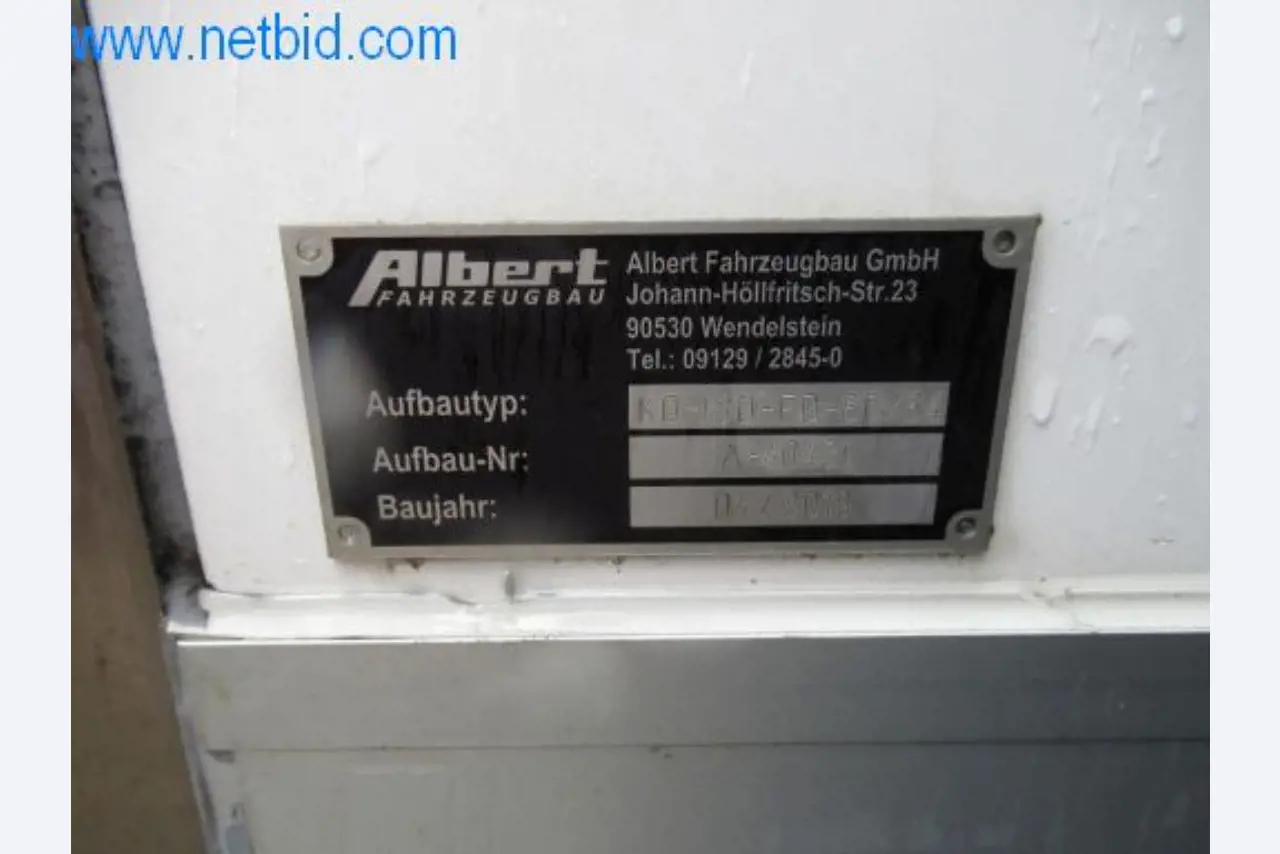 www.netbid.com
Albert
FAHRZEUGBAU
Albert Fahrzeugbau GmbH
Johann-Höllfritsch-Str.23
90530 Wendelstein
Tel.: 09129 / 2845-0
Aufbautyp:
Aufbau-Nr:
Baujahr: